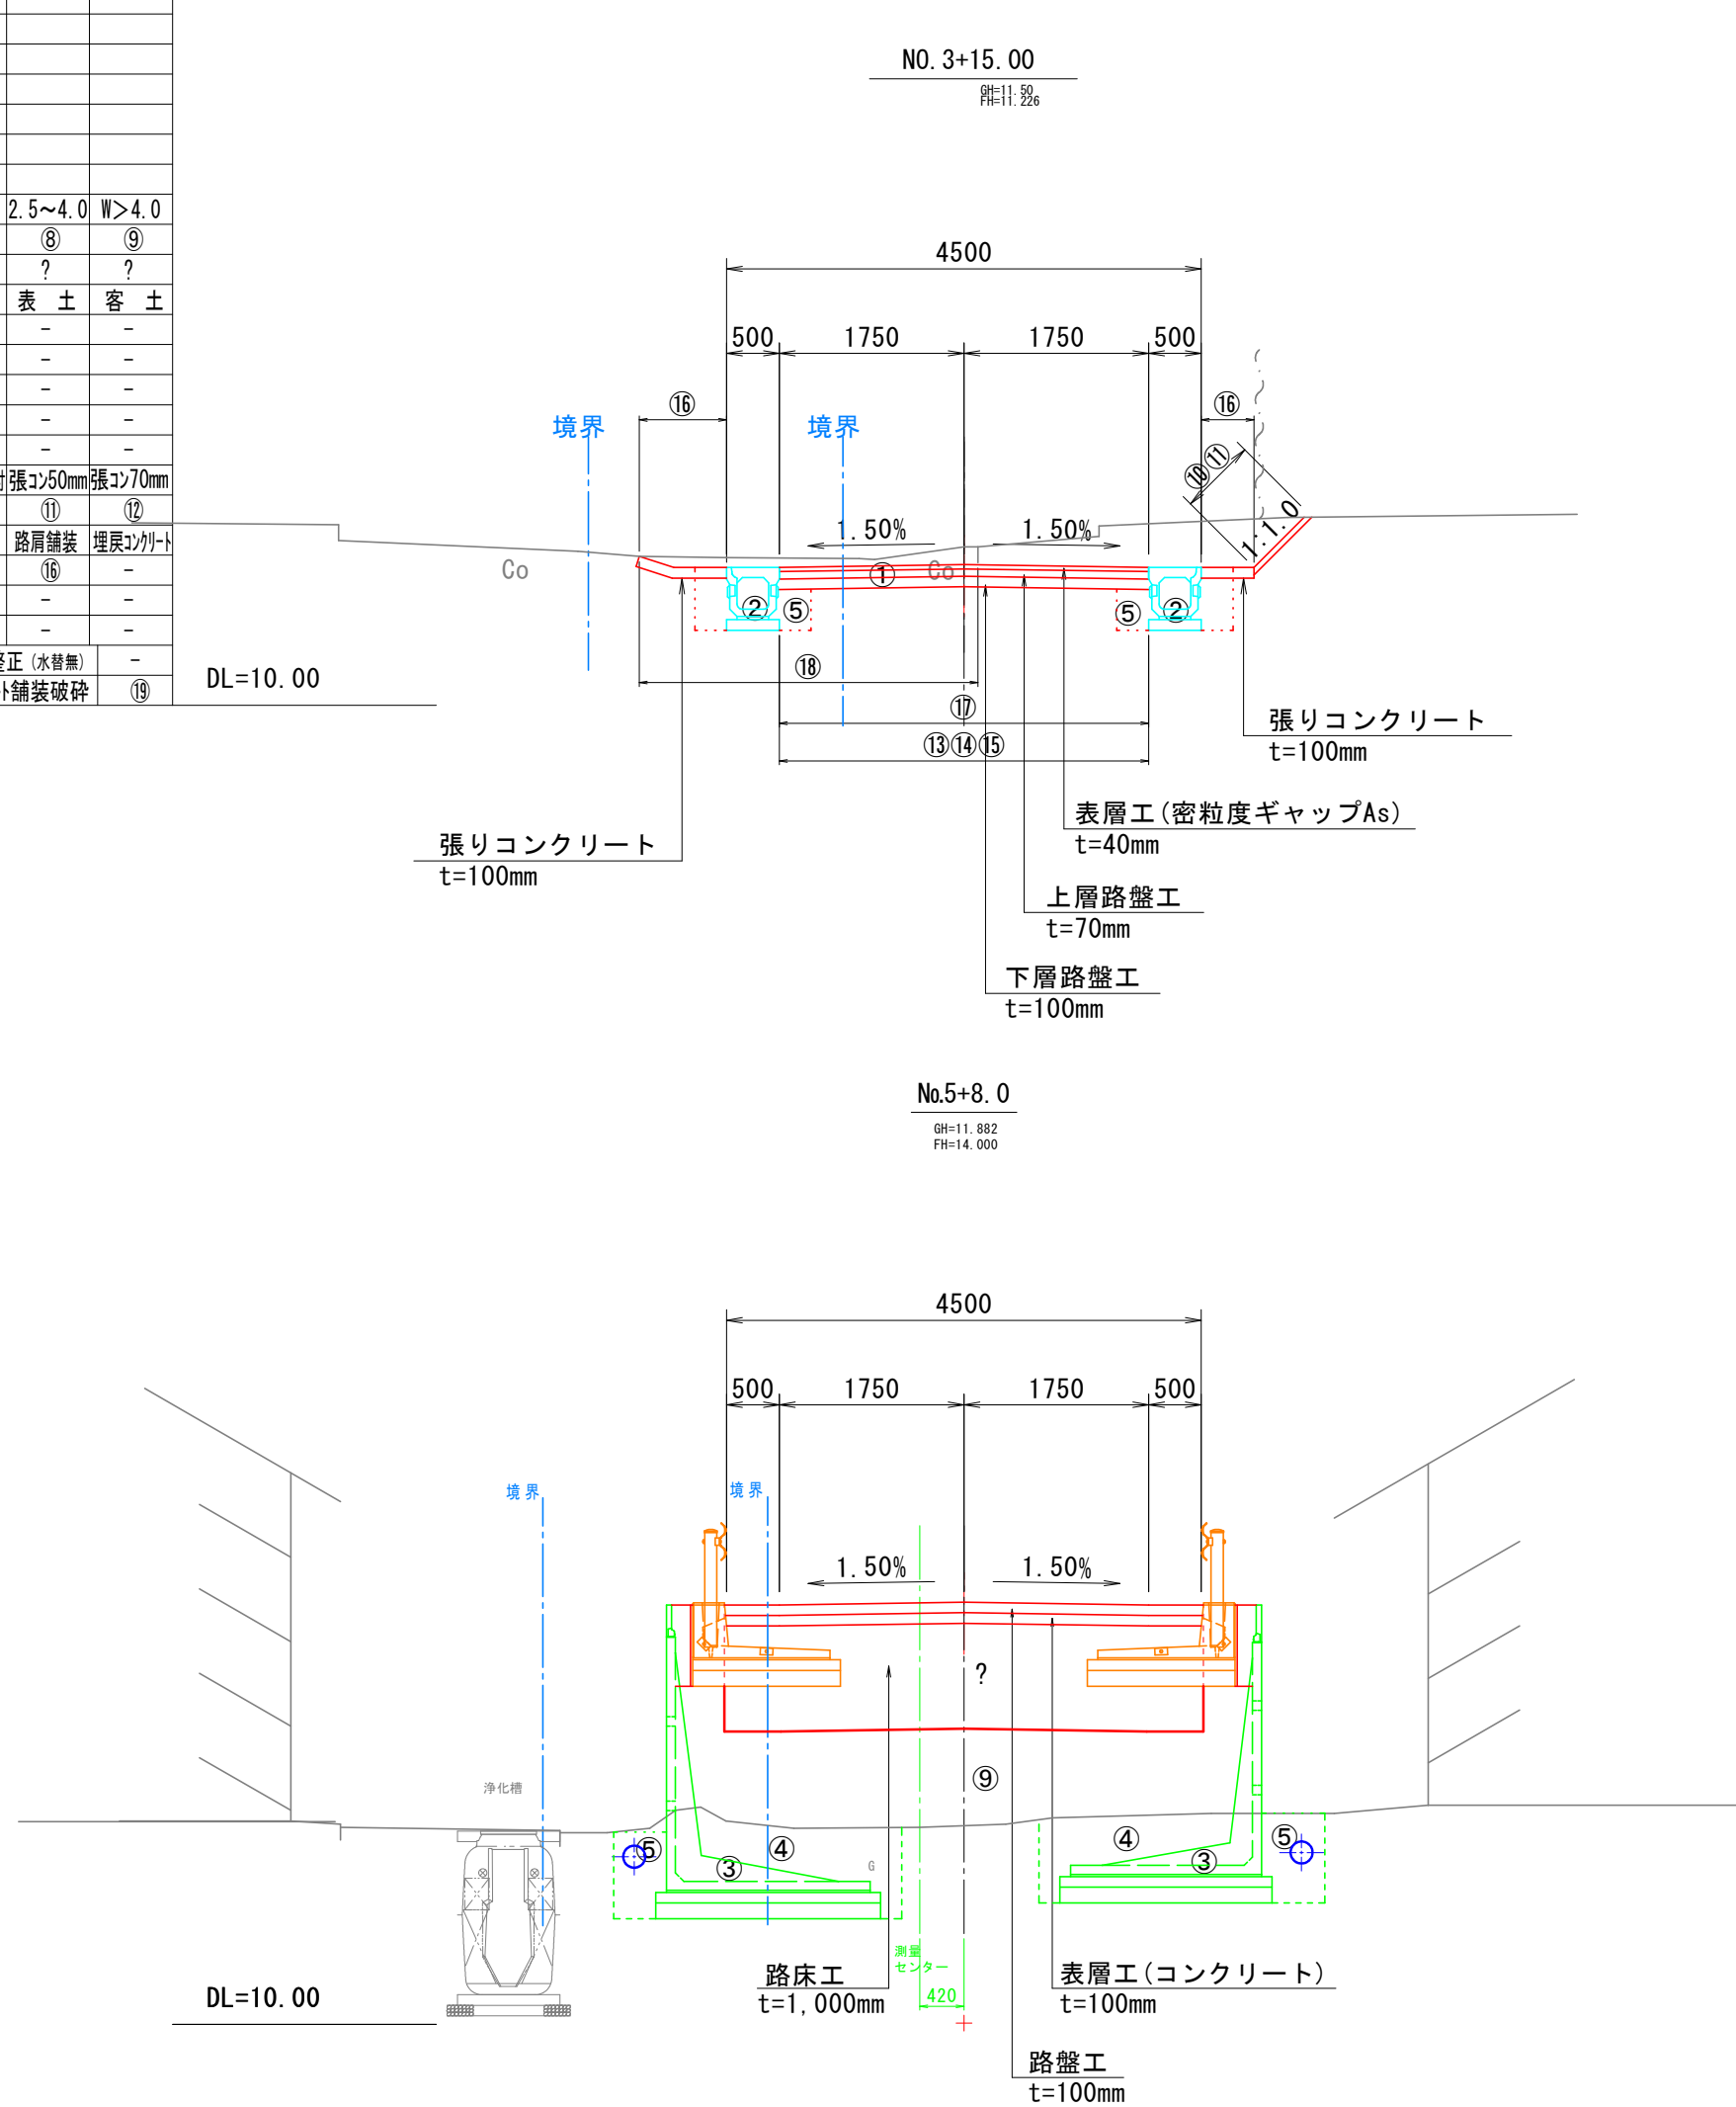 2.5～4.0 W＞4.0
⑧ ⑨
? ?
表 土 客 土
- -
- -
- -
- -
- -
張コン50mm 張コン70mm
⑪ ⑫
路肩舗装 埋戻コンクリート
⑯ -
- -
- -
整正(水替無) -
ﾄ舗装破砕 ⑲
NO.3+15.00
GH=11.50
FH=11.226
4500
500 1750 1750 500
⑯ ⑯
境界 境界
⑩⑪
1:1.0
1.50% 1.50%
Co ① Co
② ⑤ ⑤ ②
⑱
DL=10.00
⑰
⑬⑭⑮
張りコンクリート
t=100mm
表層工(密粒度ギャップAs)
t=40mm
張りコンクリート
t=100mm
上層路盤工
t=70mm
下層路盤工
t=100mm
No.5+8.0
GH=11.882
FH=14.000
4500
500 1750 1750 500
境界 境界
1.50% 1.50%
?
浄化槽
⑨
⑤ ④ ④ ⑤
③ G ③
測量
センター
420
DL=10.00
路床工
t=1,000mm
表層工(コンクリート)
t=100mm
路盤工
t=100mm